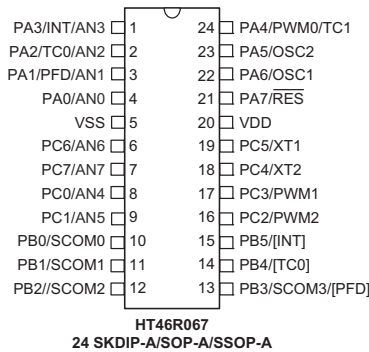 PA3/INT/AN3 1 24 PA4/PWM0/TC1
PA2/TC0/AN2 2 23 PA5/OSC2
PA1/PFD/AN1 3 22 PA6/OSC1
PA0/AN0 4 21 PA7/RES
VSS 5 20 VDD
PC6/AN6 6 19 PC5/XT1
PC7/AN7 7 18 PC4/XT2
PC0/AN4 8 17 PC3/PWM1
PC1/AN5 9 16 PC2/PWM2
PB0/SCOM0 10 15 PB5/[INT]
PB1/SCOM1 11 14 PB4/[TC0]
PB2//SCOM2 12 13 PB3/SCOM3/[PFD]
HT46R067
24 SKDIP-A/SOP-A/SSOP-A